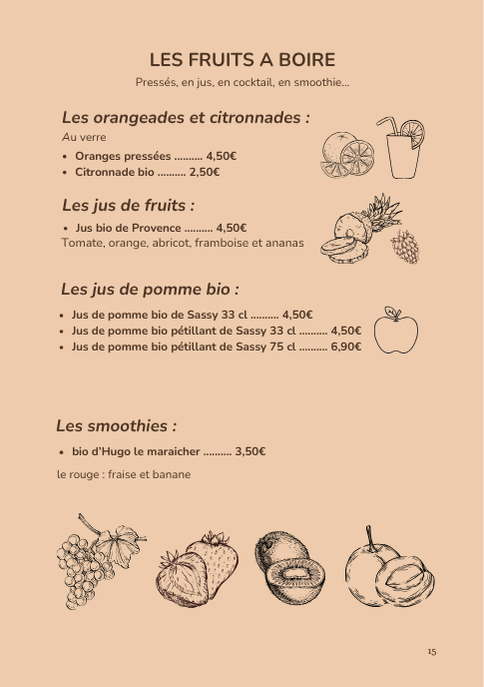 LES FRUITS A BOIRE
Pressés, en jus, en cocktail, en smoothie...
Les orangeades et citronnades :
Au verre
• Oranges pressées .......... 4,50€
• Citronnade bio .......... 2,50€
Les jus de fruits :
• Jus bio de Provence .......... 4,50€
Tomate, orange, abricot, framboise et ananas
Les jus de pomme bio :
• Jus de pomme bio de Sassy 33 cl .......... 4,50€
• Jus de pomme bio pétillant de Sassy 33 cl .......... 4,50€
• Jus de pomme bio pétillant de Sassy 75 cl .......... 6,90€
Les smoothies :
• bio d'Hugo le maraicher .......... 3,50€
le rouge : fraise et banane
15